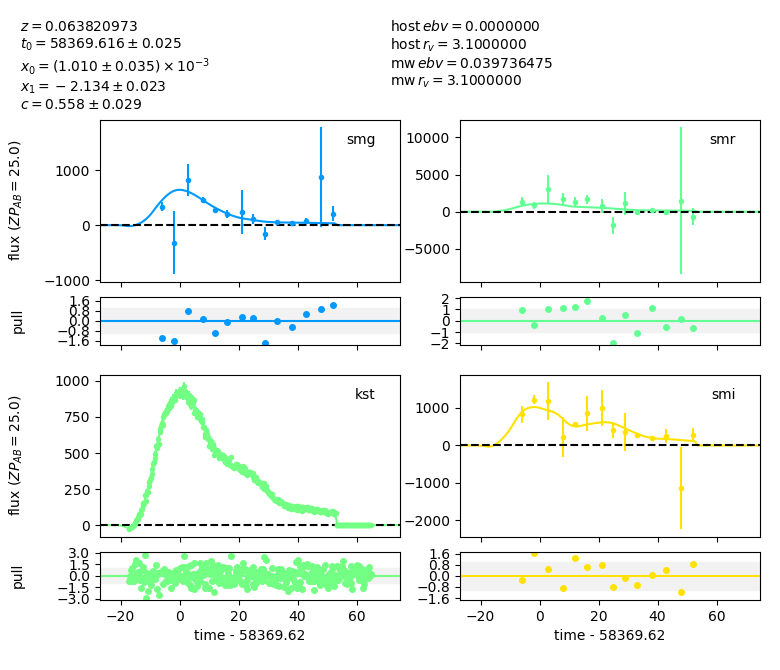 z = 0.063820973
t₀ = 58369.616 ± 0.025
x₀ = (1.010 ± 0.035) × 10⁻³
x₁ = −2.134 ± 0.023
c = 0.558 ± 0.029
host ebv = 0.0000000
host r_v = 3.1000000
mw ebv = 0.039736475
mw r_v = 3.1000000
flux (ZP_AB = 25.0)
smg
1000
0
−1000
smr
10000
5000
0
−5000
pull
1.6
0.8
0.0
−0.8
−1.6
2
1
0
−1
−2
flux (ZP_AB = 25.0)
kst
1000
750
500
250
0
smi
1000
0
−1000
−2000
pull
3.0
1.5
0.0
−1.5
−3.0
1.6
0.8
0.0
−0.8
−1.6
−20 0 20 40 60
time - 58369.62
−20 0 20 40 60
time - 58369.62